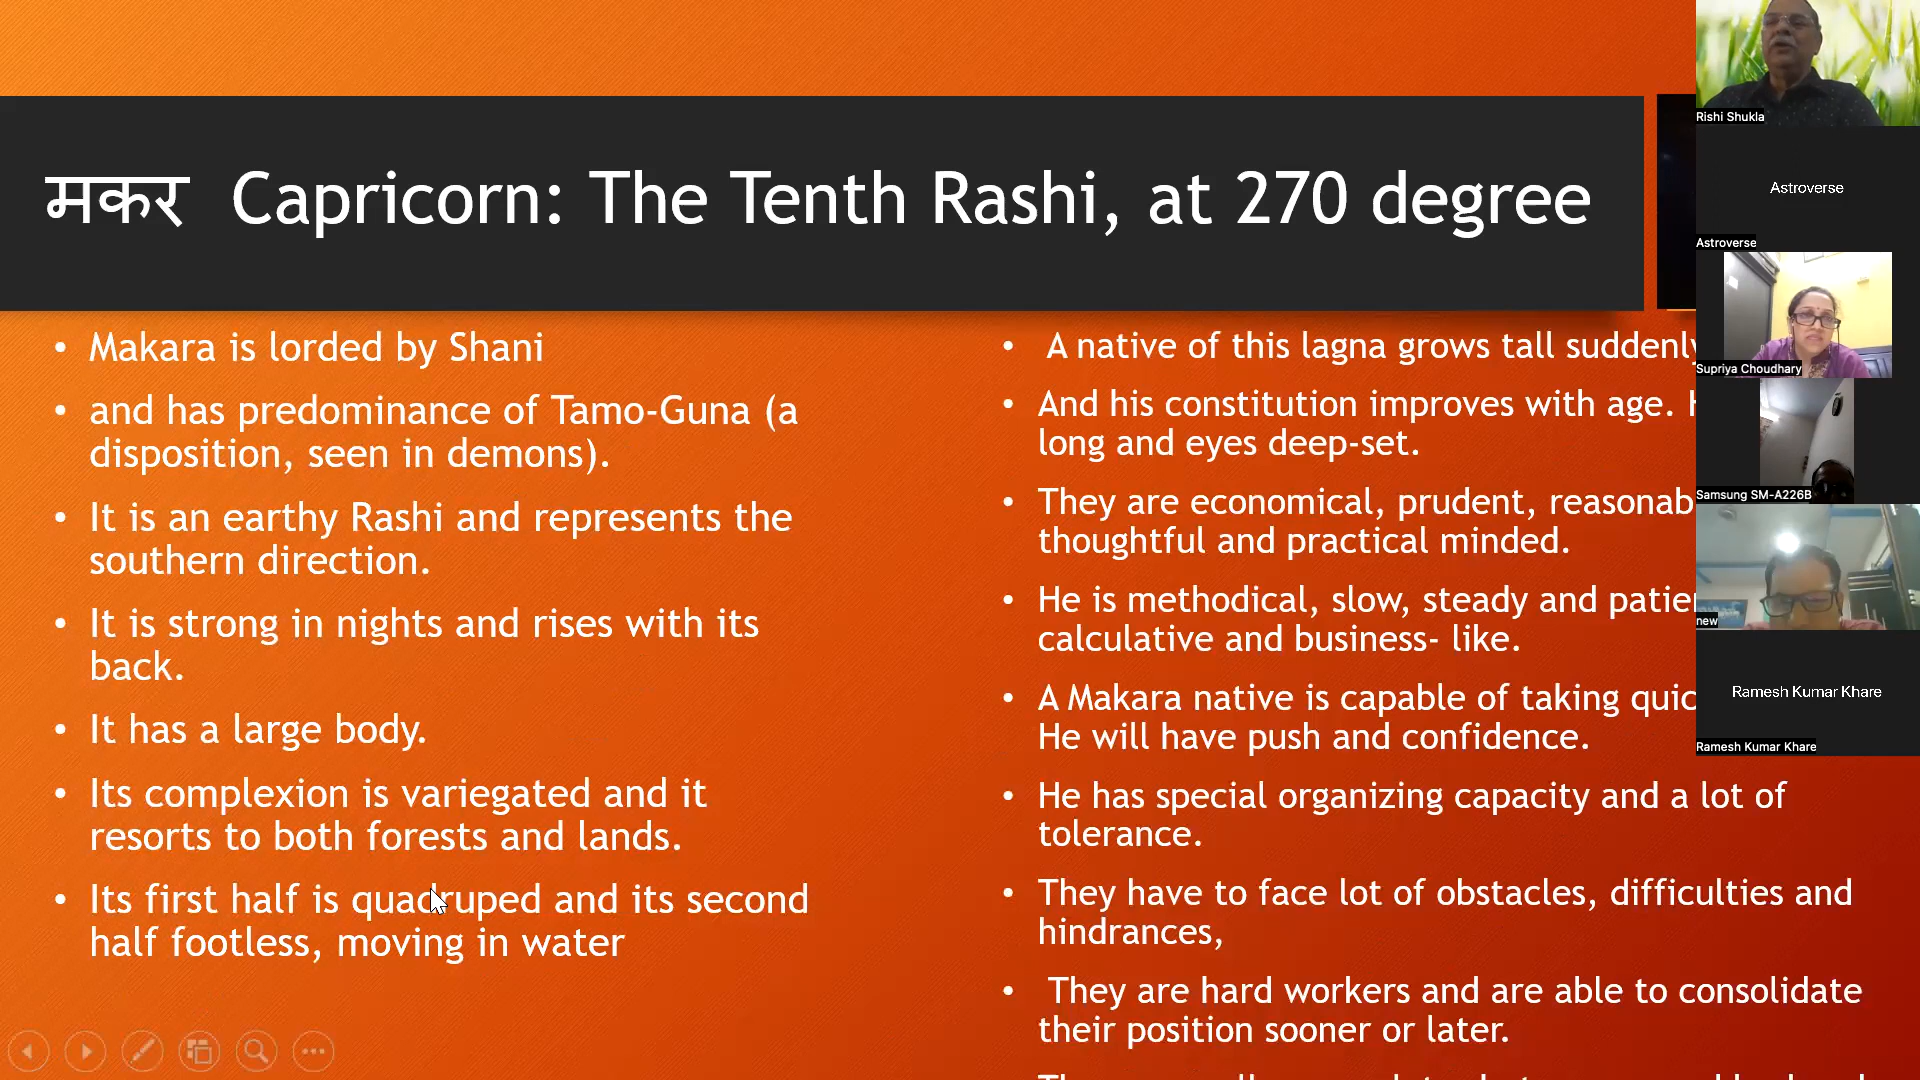 मकर Capricorn: The Tenth Rashi, at 270 degree
• Makara is lorded by Shani
• and has predominance of Tamo-Guna (a
disposition, seen in demons).
• It is an earthy Rashi and represents the
southern direction.
• It is strong in nights and rises with its
back.
• It has a large body.
• Its complexion is variegated and it
resorts to both forests and lands.
• Its first half is quadruped and its second
half footless, moving in water
• A native of this lagna grows tall suddenly
• And his constitution improves with age.
long and eyes deep-set.
• They are economical, prudent,
thoughtful and practical minded.
• He is methodical, slow, steady and
calculative and business- like.
• A Makara native is capable of taking
He will have push and confidence.
• He has special organizing capacity and a lot of
tolerance.
• They have to face lot of obstacles, difficulties and
hindrances,
• They are hard workers and are able to consolidate
their position sooner or later.
Rishi Shukla
Astroverse
Astroverse
Supriya Choudhary
Samsung SM-A226B
new
Ramesh Kumar Khare
Ramesh Kumar Khare